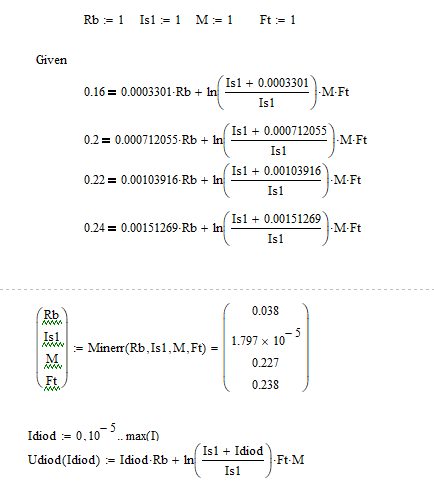 Rb := 1 Is1 := 1 M := 1 Ft := 1
Given
0.16 = 0.0003301·Rb + ln((Is1 + 0.0003301)/Is1)·M·Ft
0.2 = 0.000712055·Rb + ln((Is1 + 0.000712055)/Is1)·M·Ft
0.22 = 0.00103916·Rb + ln((Is1 + 0.00103916)/Is1)·M·Ft
0.24 = 0.00151269·Rb + ln((Is1 + 0.00151269)/Is1)·M·Ft
(Rb Is1 M Ft) := Minerr(Rb,Is1,M,Ft) = (0.038 1.797 × 10^-5 0.227 0.238)
Idiod := 0,10^-5.. max(I)
Udiod(Idiod) := Idiod·Rb + ln((Is1 + Idiod)/Is1)·Ft·M